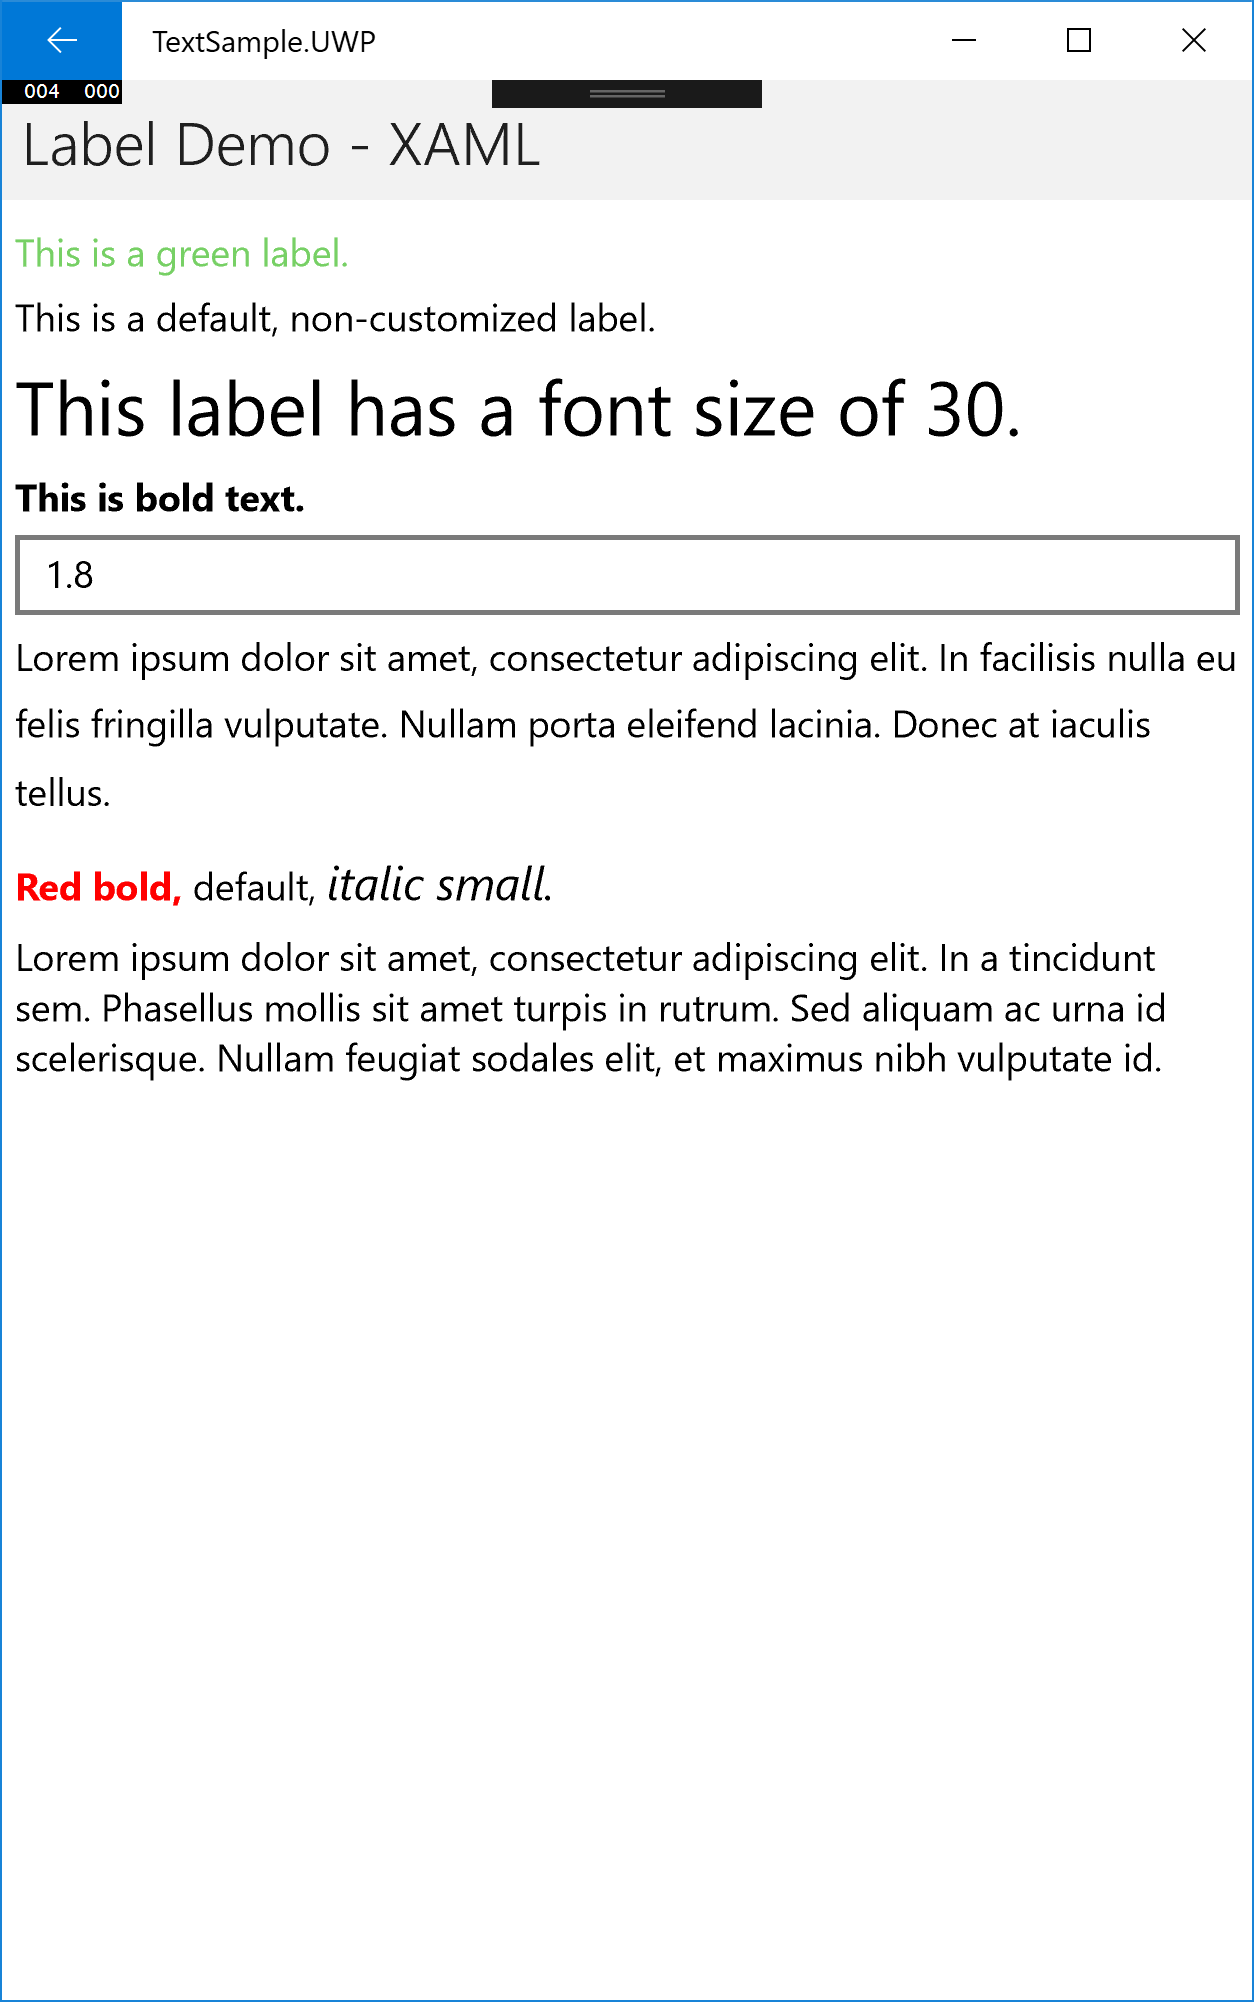 TextSample.UWP
004 000
Label Demo - XAML
This is a green label.
This is a default, non-customized label.
This label has a font size of 30.
This is bold text.
1.8
Lorem ipsum dolor sit amet, consectetur adipiscing elit. In facilisis nulla eu
felis fringilla vulputate. Nullam porta eleifend lacinia. Donec at iaculis
tellus.
Red bold, default, italic small.
Lorem ipsum dolor sit amet, consectetur adipiscing elit. In a tincidunt
sem. Phasellus mollis sit amet turpis in rutrum. Sed aliquam ac urna id
scelerisque. Nullam feugiat sodales elit, et maximus nibh vulputate id.